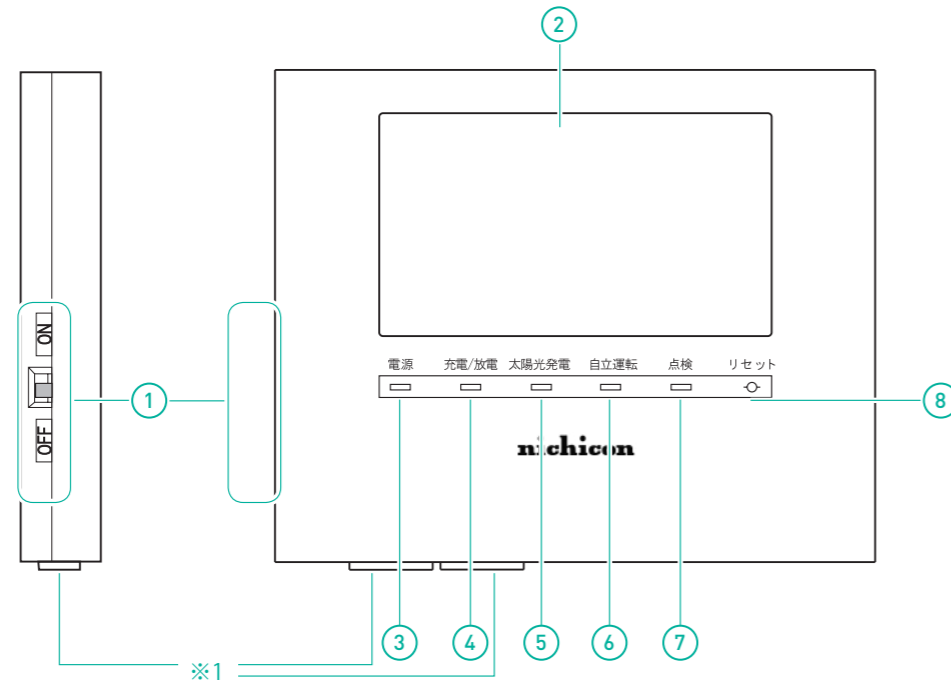 ②
ON
OFF
①
電源 充電/放電 太陽光発電 自立運転 点検 リセット
⑧
nichicon
③ ④ ⑤ ⑥ ⑦
※1